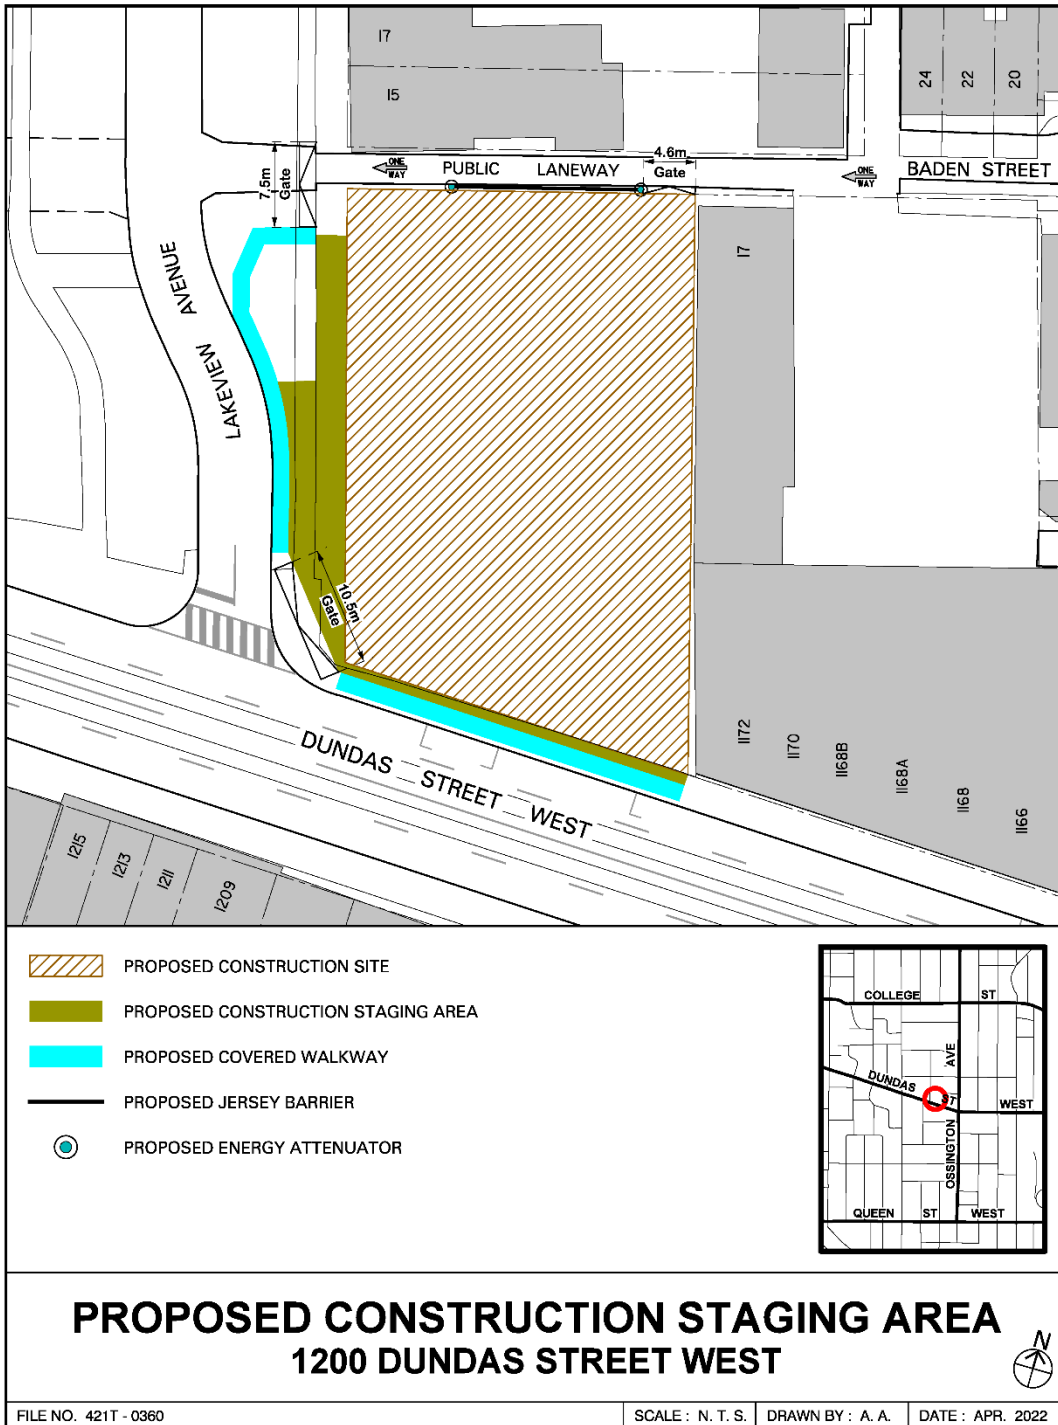 17
15
24
22
20
ONE
WAY
PUBLIC LANEWAY
4.6m
Gate
ONE
WAY
BADEN STREET
7.5m
Gate
17
LAKEVIEW AVENUE
10.5m
Gate
DUNDAS STREET WEST
1172
1170
1168B
1168A
1168
1166
1215
1213
1211
1209
PROPOSED CONSTRUCTION SITE
PROPOSED CONSTRUCTION STAGING AREA
PROPOSED COVERED WALKWAY
PROPOSED JERSEY BARRIER
PROPOSED ENERGY ATTENUATOR
COLLEGE ST
AVE
DUNDAS ST WEST
OSSINGTON
QUEEN ST WEST
PROPOSED CONSTRUCTION STAGING AREA
1200 DUNDAS STREET WEST
N
FILE NO. 421T - 0360
SCALE : N. T. S.
DRAWN BY : A. A.
DATE : APR. 2022